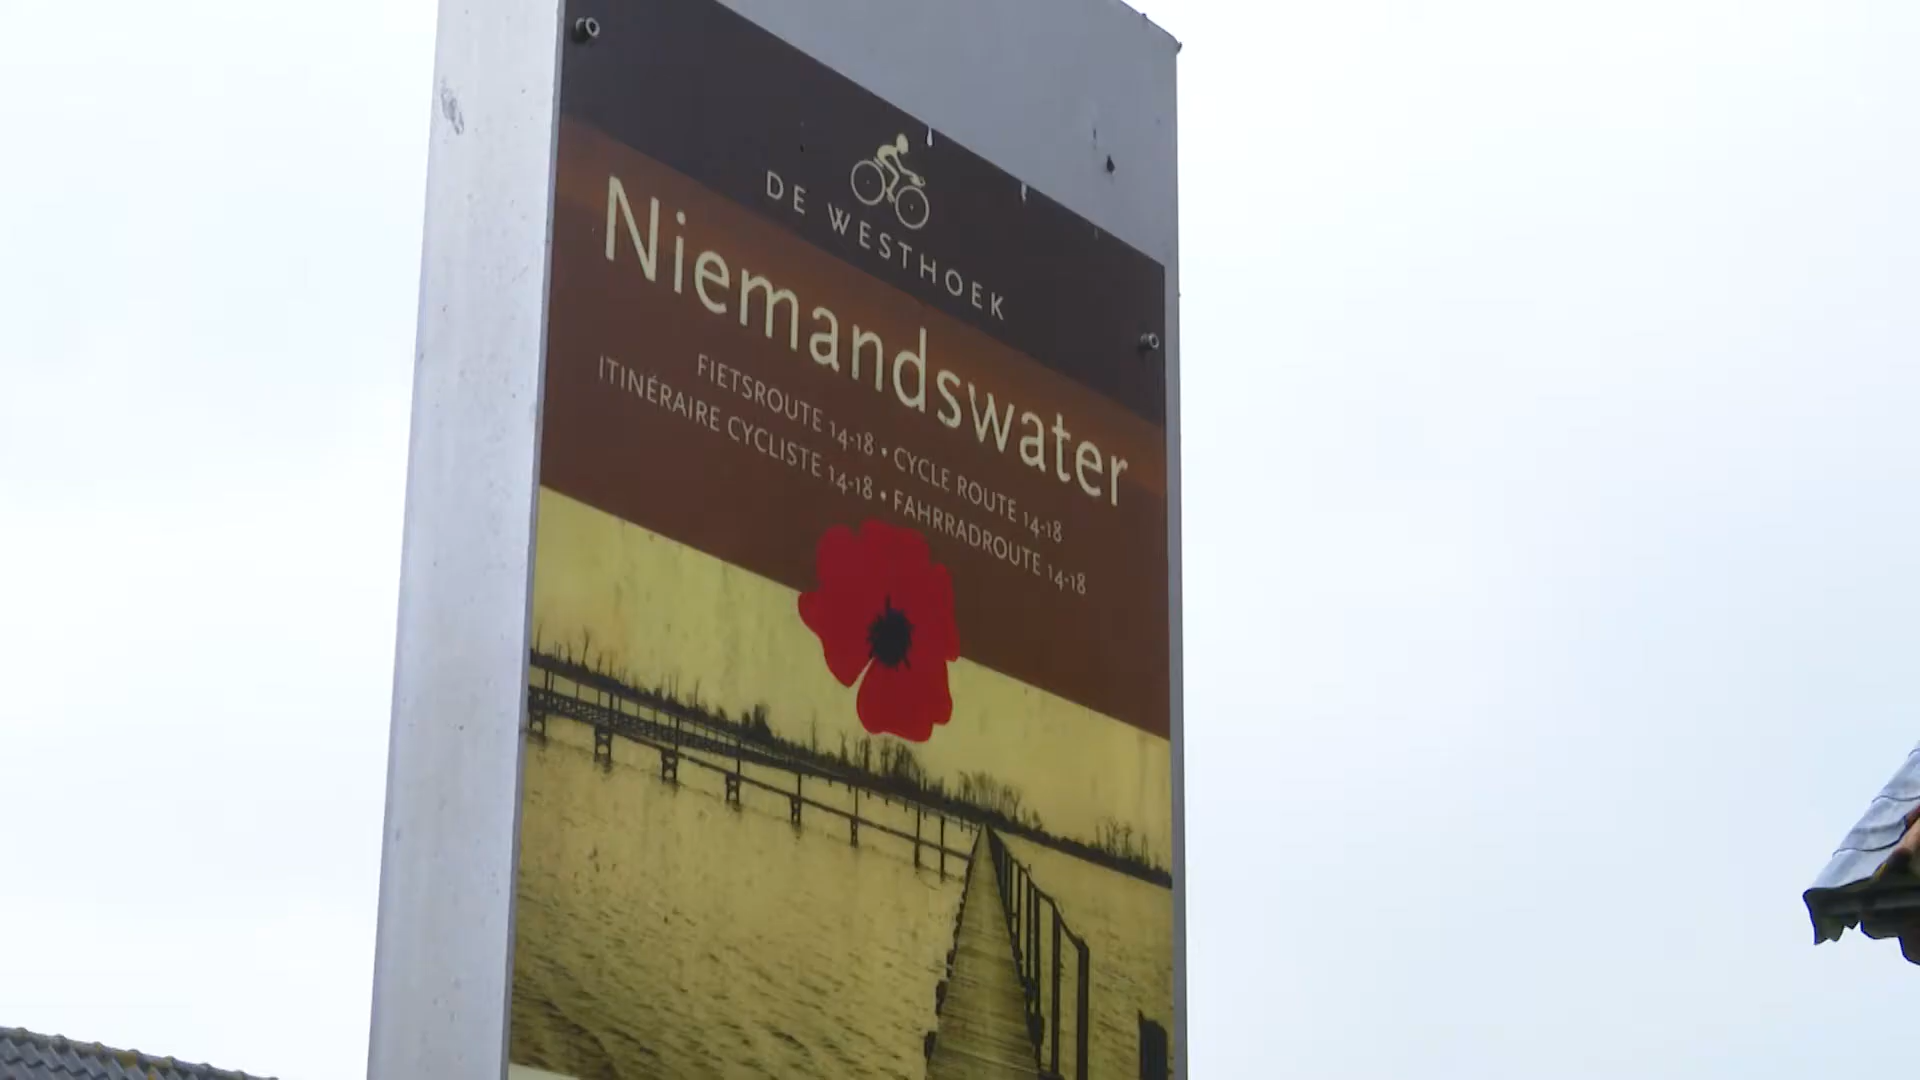 DE WESTHOEK
Niemandswater
FIETSROUTE 14-18 • CYCLE ROUTE 14-18
ITINÉRAIRE CYCLISTE 14-18 • FAHRRADROUTE 14-18